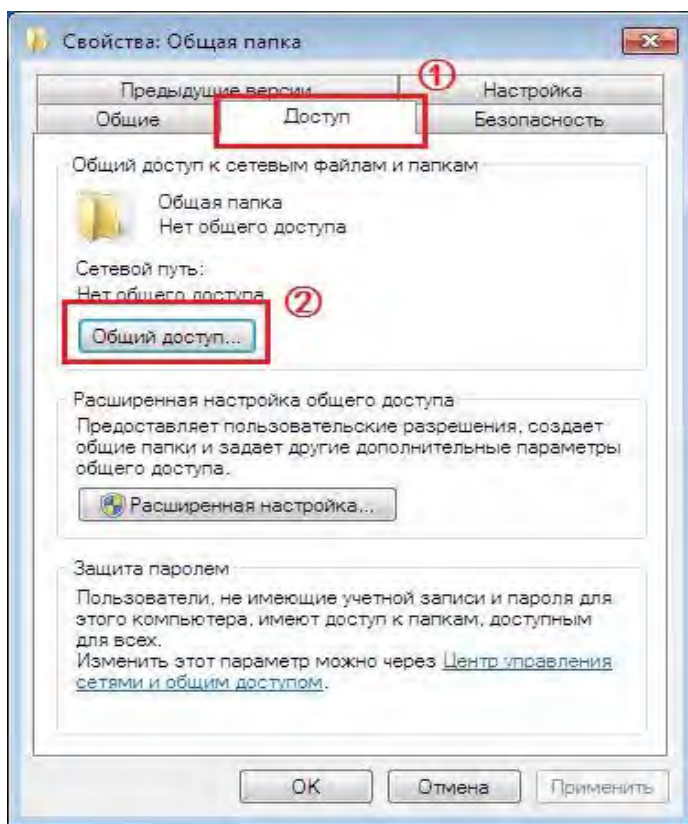 Свойства: Общая папка
①
Предыдущие версии Настройка
Общие Доступ Безопасность
Общий доступ к сетевым файлам и папкам
Общая папка
Нет общего доступа
Сетевой путь:
Нет общего доступа
②
Общий доступ...
Расширенная настройка общего доступа
Предоставляет пользовательские разрешения, создает
общие папки и задает другие дополнительные параметры
общего доступа.
Расширенная настройка...
Защита паролем
Пользователи, не имеющие учетной записи и пароля для
этого компьютера, имеют доступ к папкам, доступным
для всех.
Изменить этот параметр можно через Центр управления
сетями и общим доступом.
OK Отмена Применить